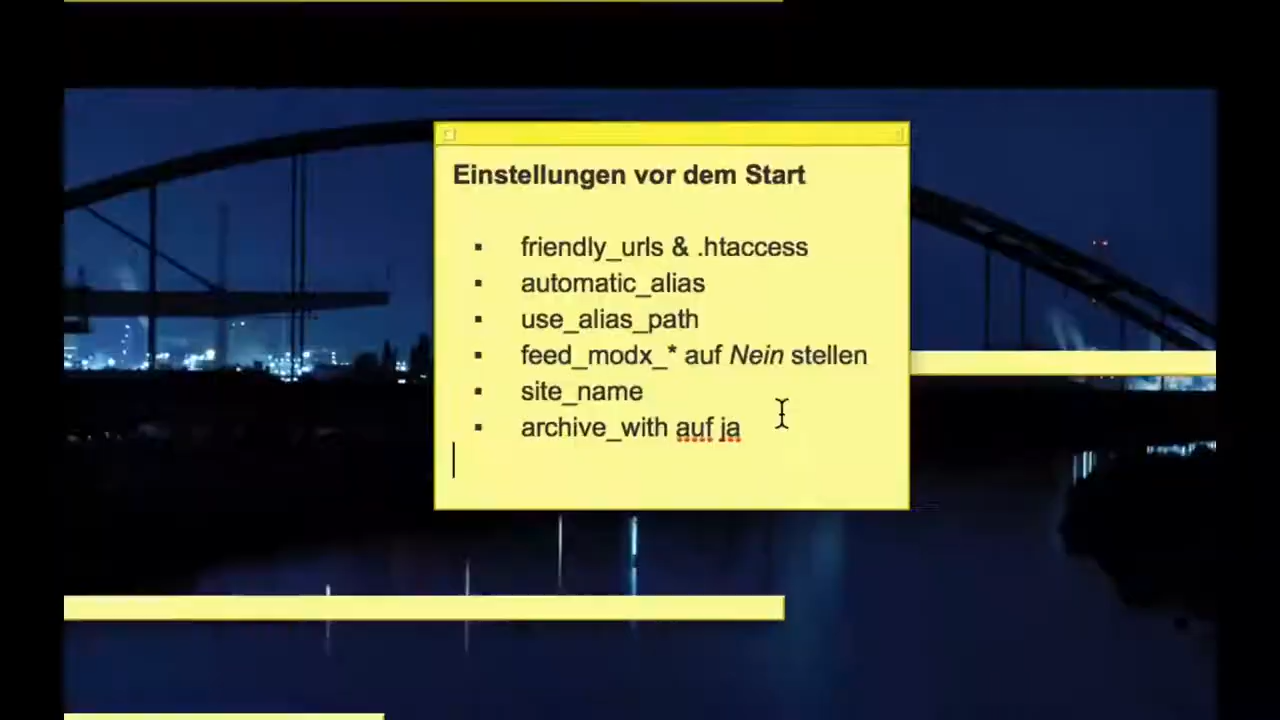 Einstellungen vor dem Start
▪ friendly_urls & .htaccess
▪ automatic_alias
▪ use_alias_path
▪ feed_modx_* auf Nein stellen
▪ site_name
▪ archive_with auf ja